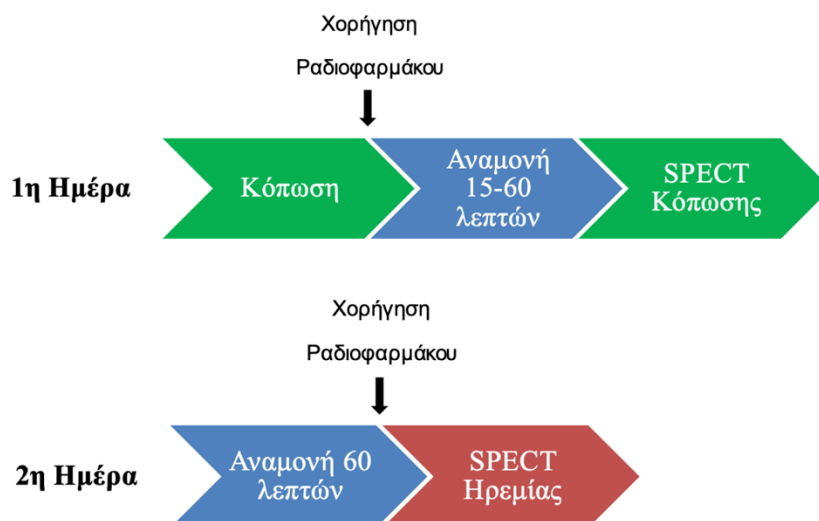 Χορήγηση
Ραδιοφαρμάκου
1η Ημέρα
Κόπωση
Αναμονή
15-60
λεπτών
SPECT
Κόπωσης
Χορήγηση
Ραδιοφαρμάκου
2η Ημέρα
Αναμονή 60
λεπτών
SPECT
Ηρεμίας